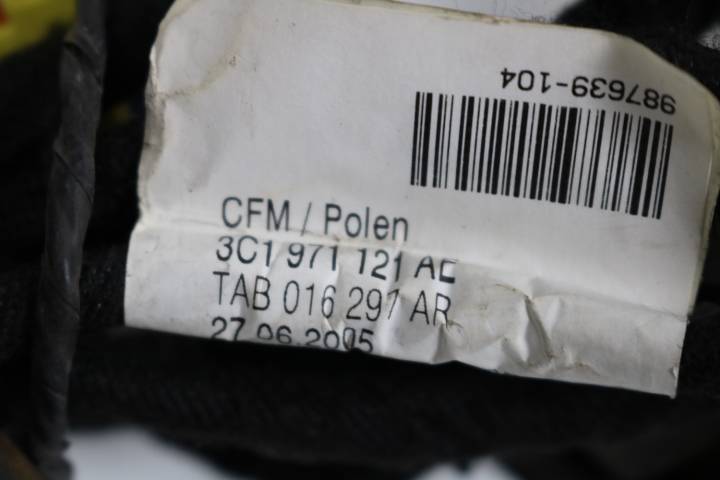 987639-104
CFM / Polen
3C1 971 121 AE
TAB 016 297 AR
27.06.2005